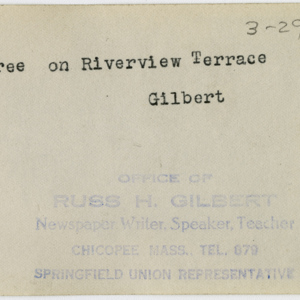 3-29
ree on Riverview Terrace
Gilbert
OFFICE OF
RUSS H. GILBERT
Newspaper Writer, Speaker, Teacher
CHICOPEE MASS. TEL. 679
SPRINGFIELD UNION REPRESENTATIVE